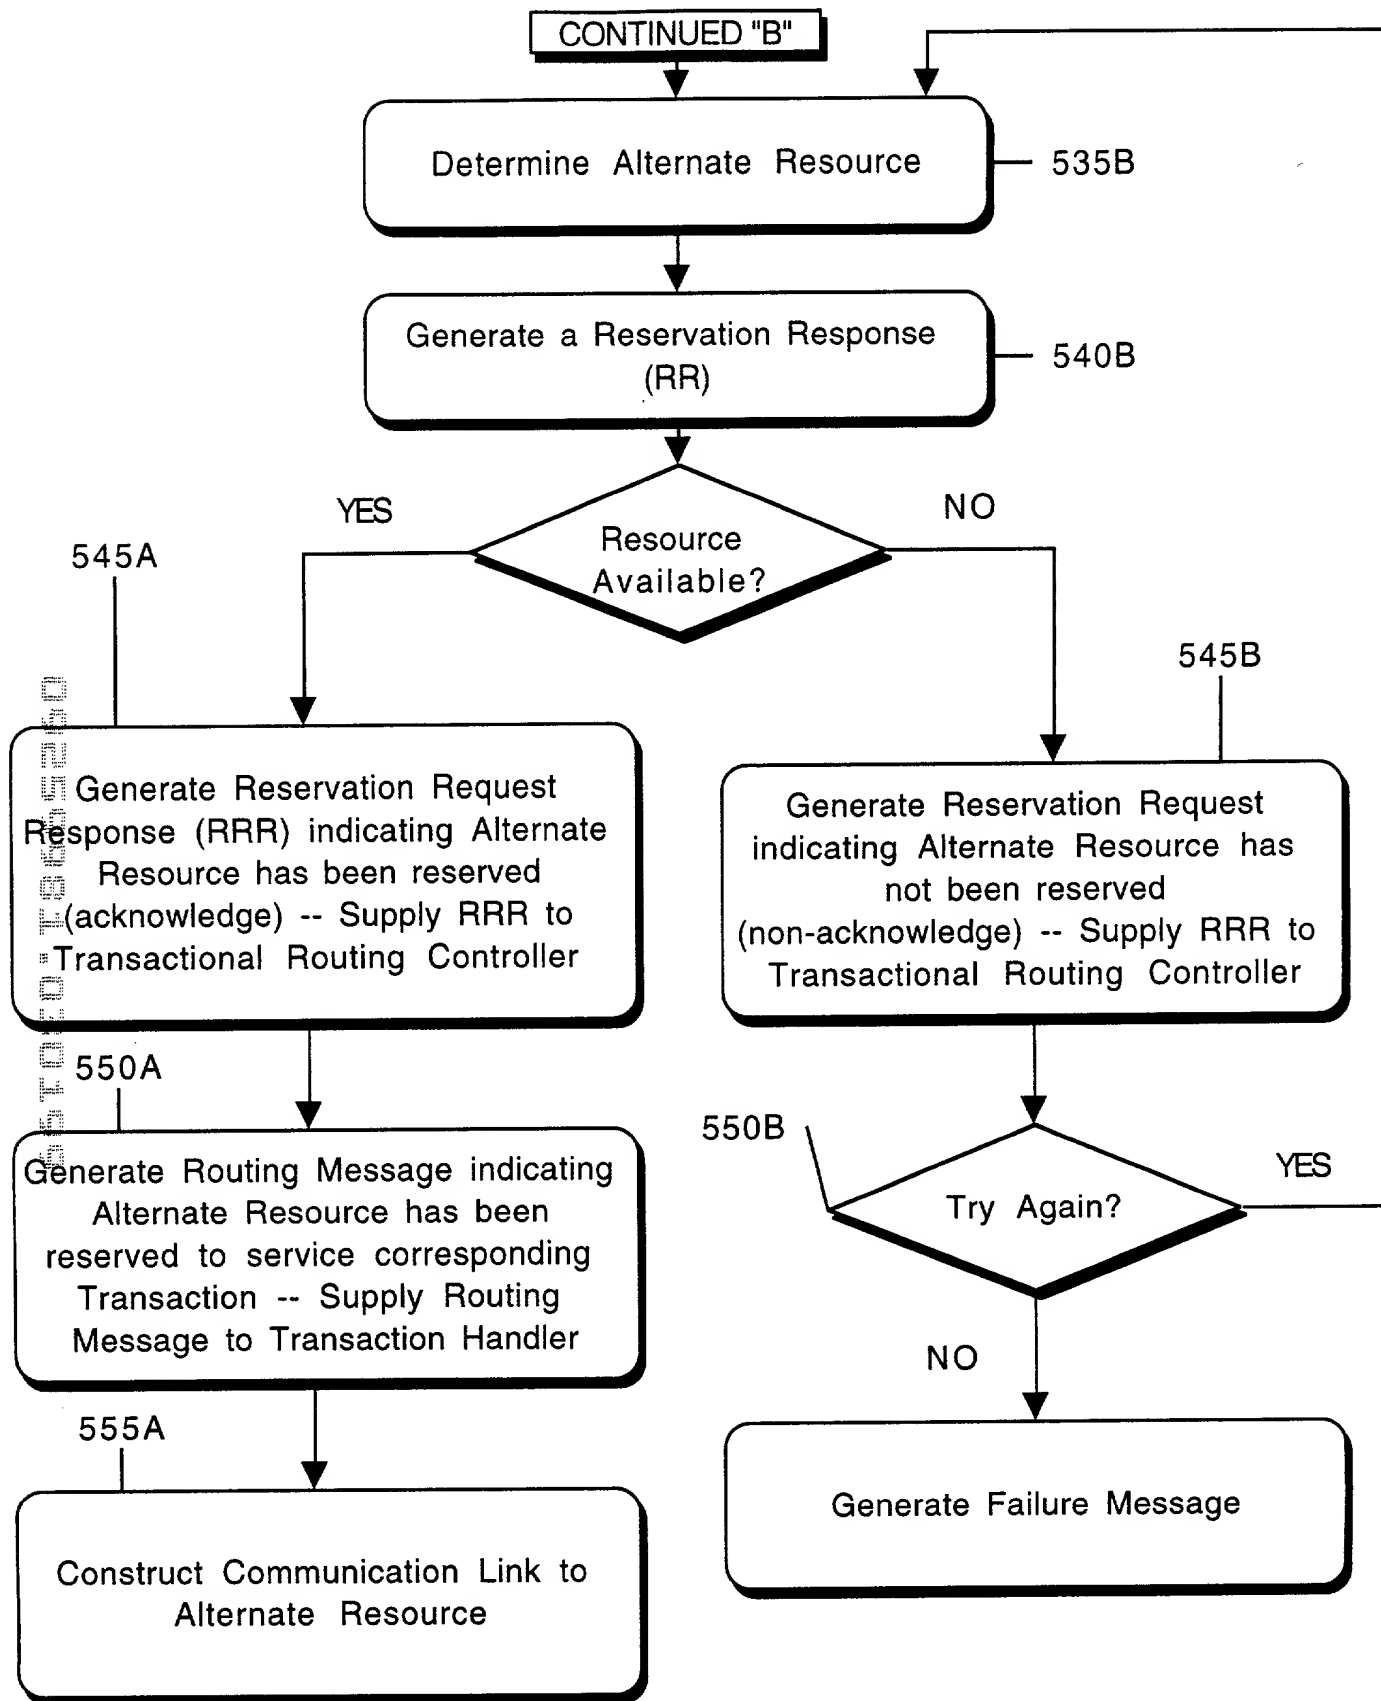 CONTINUED "B"
Determine Alternate Resource
535B
Generate a Reservation Response
(RR)
540B
YES
NO
Resource
Available?
545A
545B
Generate Reservation Request
Response (RRR) indicating Alternate
Resource has been reserved
(acknowledge) -- Supply RRR to
Transactional Routing Controller
Generate Reservation Request
indicating Alternate Resource has
not been reserved
(non-acknowledge) -- Supply RRR to
Transactional Routing Controller
550A
550B
Generate Routing Message indicating
Alternate Resource has been
reserved to service corresponding
Transaction -- Supply Routing
Message to Transaction Handler
Try Again?
YES
NO
555A
Construct Communication Link to
Alternate Resource
Generate Failure Message